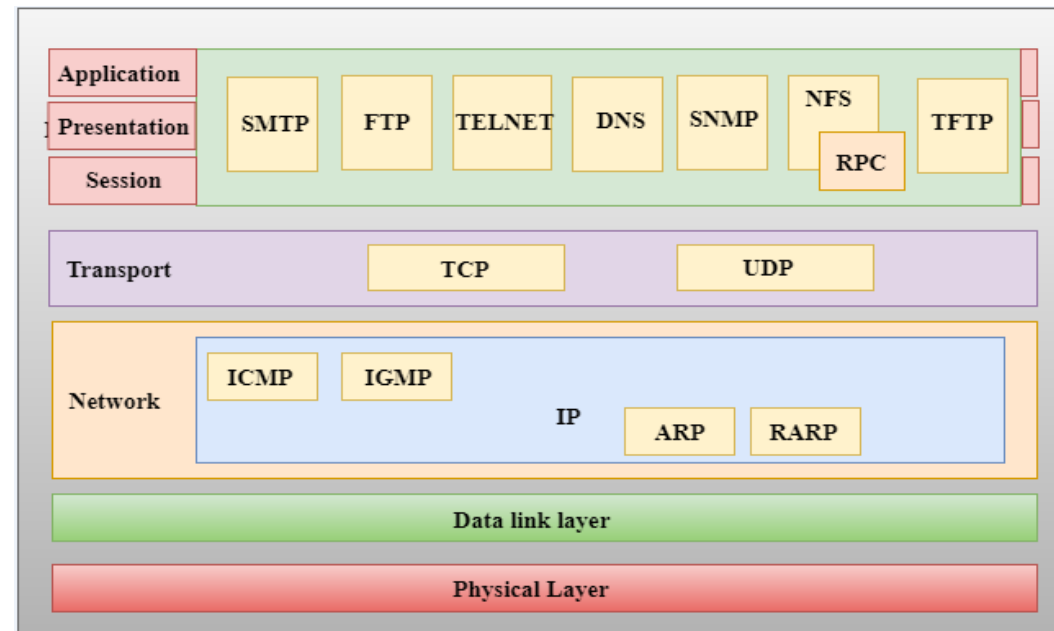 Application
Presentation
Session
SMTP
FTP
TELNET
DNS
SNMP
NFS
RPC
TFTP
Transport
TCP
UDP
Network
ICMP
IGMP
IP
ARP
RARP
Data link layer
Physical Layer